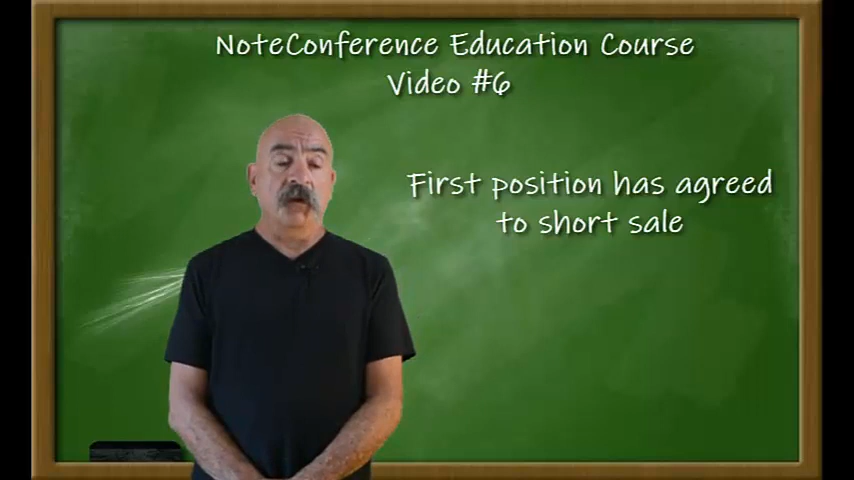 NoteConference Education Course
Video #6
First position has agreed
to short sale